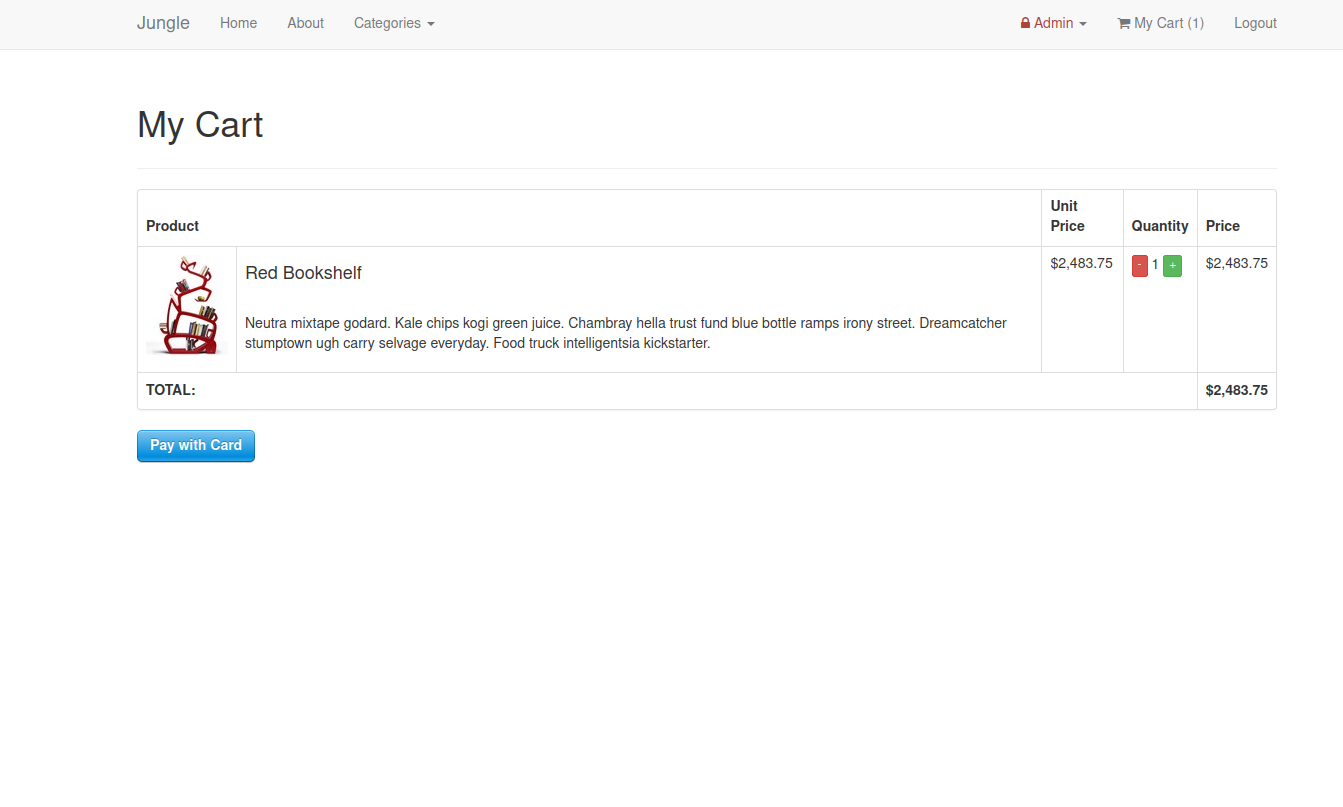 Jungle Home About Categories Admin My Cart (1) Logout
My Cart
Product Unit Price Quantity Price
Red Bookshelf $2,483.75 - 1 + $2,483.75
Neutra mixtape godard. Kale chips kogi green juice. Chambray hella trust fund blue bottle ramps irony street. Dreamcatcher
stumptown ugh carry selvage everyday. Food truck intelligentsia kickstarter.
TOTAL: $2,483.75
Pay with Card